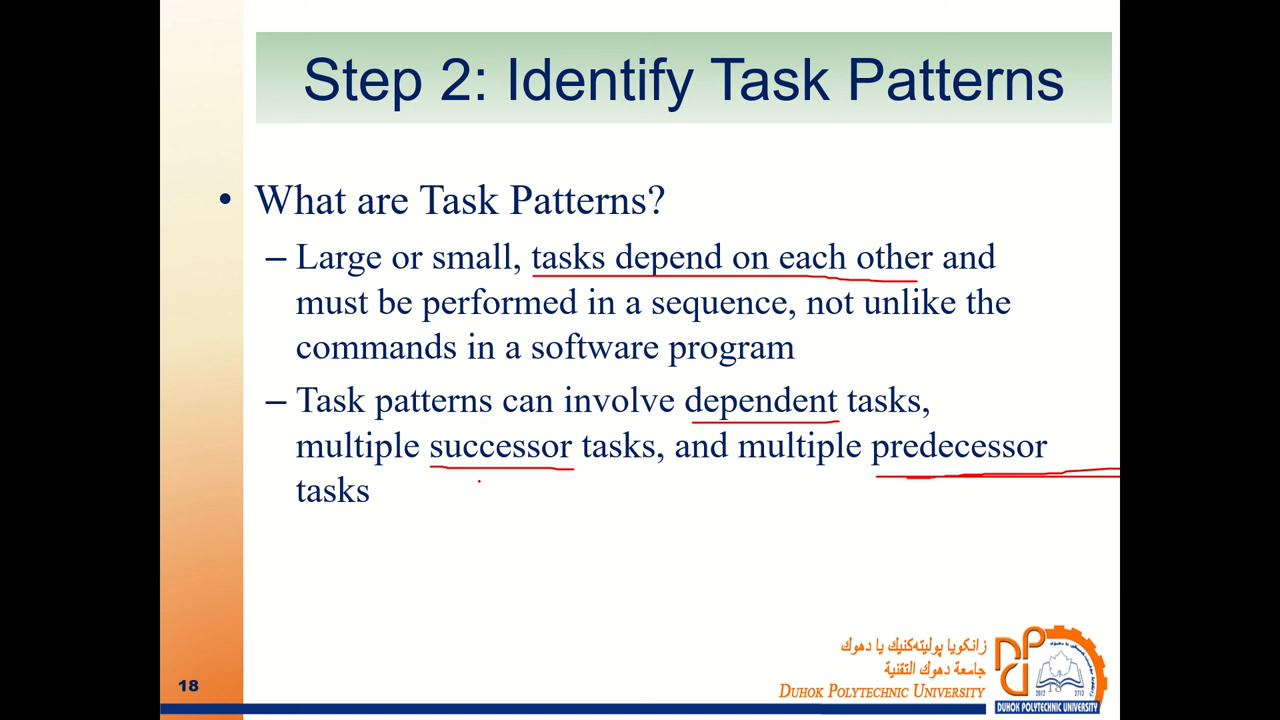 Step 2: Identify Task Patterns
• What are Task Patterns?
– Large or small, tasks depend on each other and
must be performed in a sequence, not unlike the
commands in a software program
– Task patterns can involve dependent tasks,
multiple successor tasks, and multiple predecessor
tasks
18
زانكويا پوليتەكنيك يا دهوك
جامعة دهوك التقنية
DUHOK POLYTECHNIC UNIVERSITY
DPU
2012 2712
DUHOK POLYTECHNIC UNIVERSITY